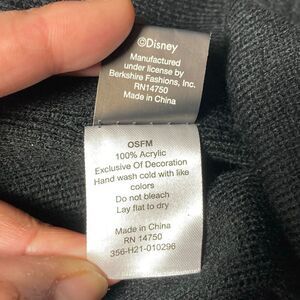 ©Disney
Manufactured
under license by
Berkshire Fashions, Inc.
RN14750
Made in China
OSFM
100% Acrylic
Exclusive Of Decoration
Hand wash cold with like
colors
Do not bleach
Lay flat to dry
Made in China
RN 14750
356-H21-010296